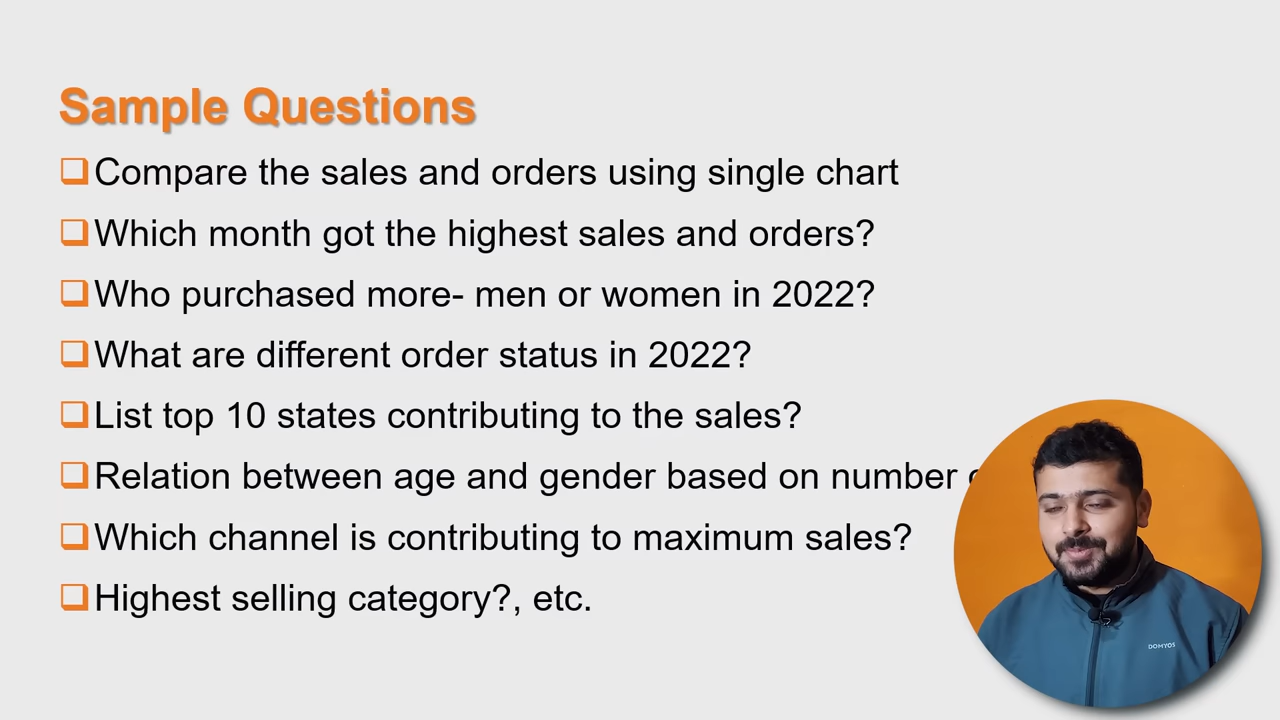 Sample Questions
❑Compare the sales and orders using single chart
❑Which month got the highest sales and orders?
❑Who purchased more- men or women in 2022?
❑What are different order status in 2022?
❑List top 10 states contributing to the sales?
❑Relation between age and gender based on number
❑Which channel is contributing to maximum sales?
❑Highest selling category?, etc.
DOMYOS